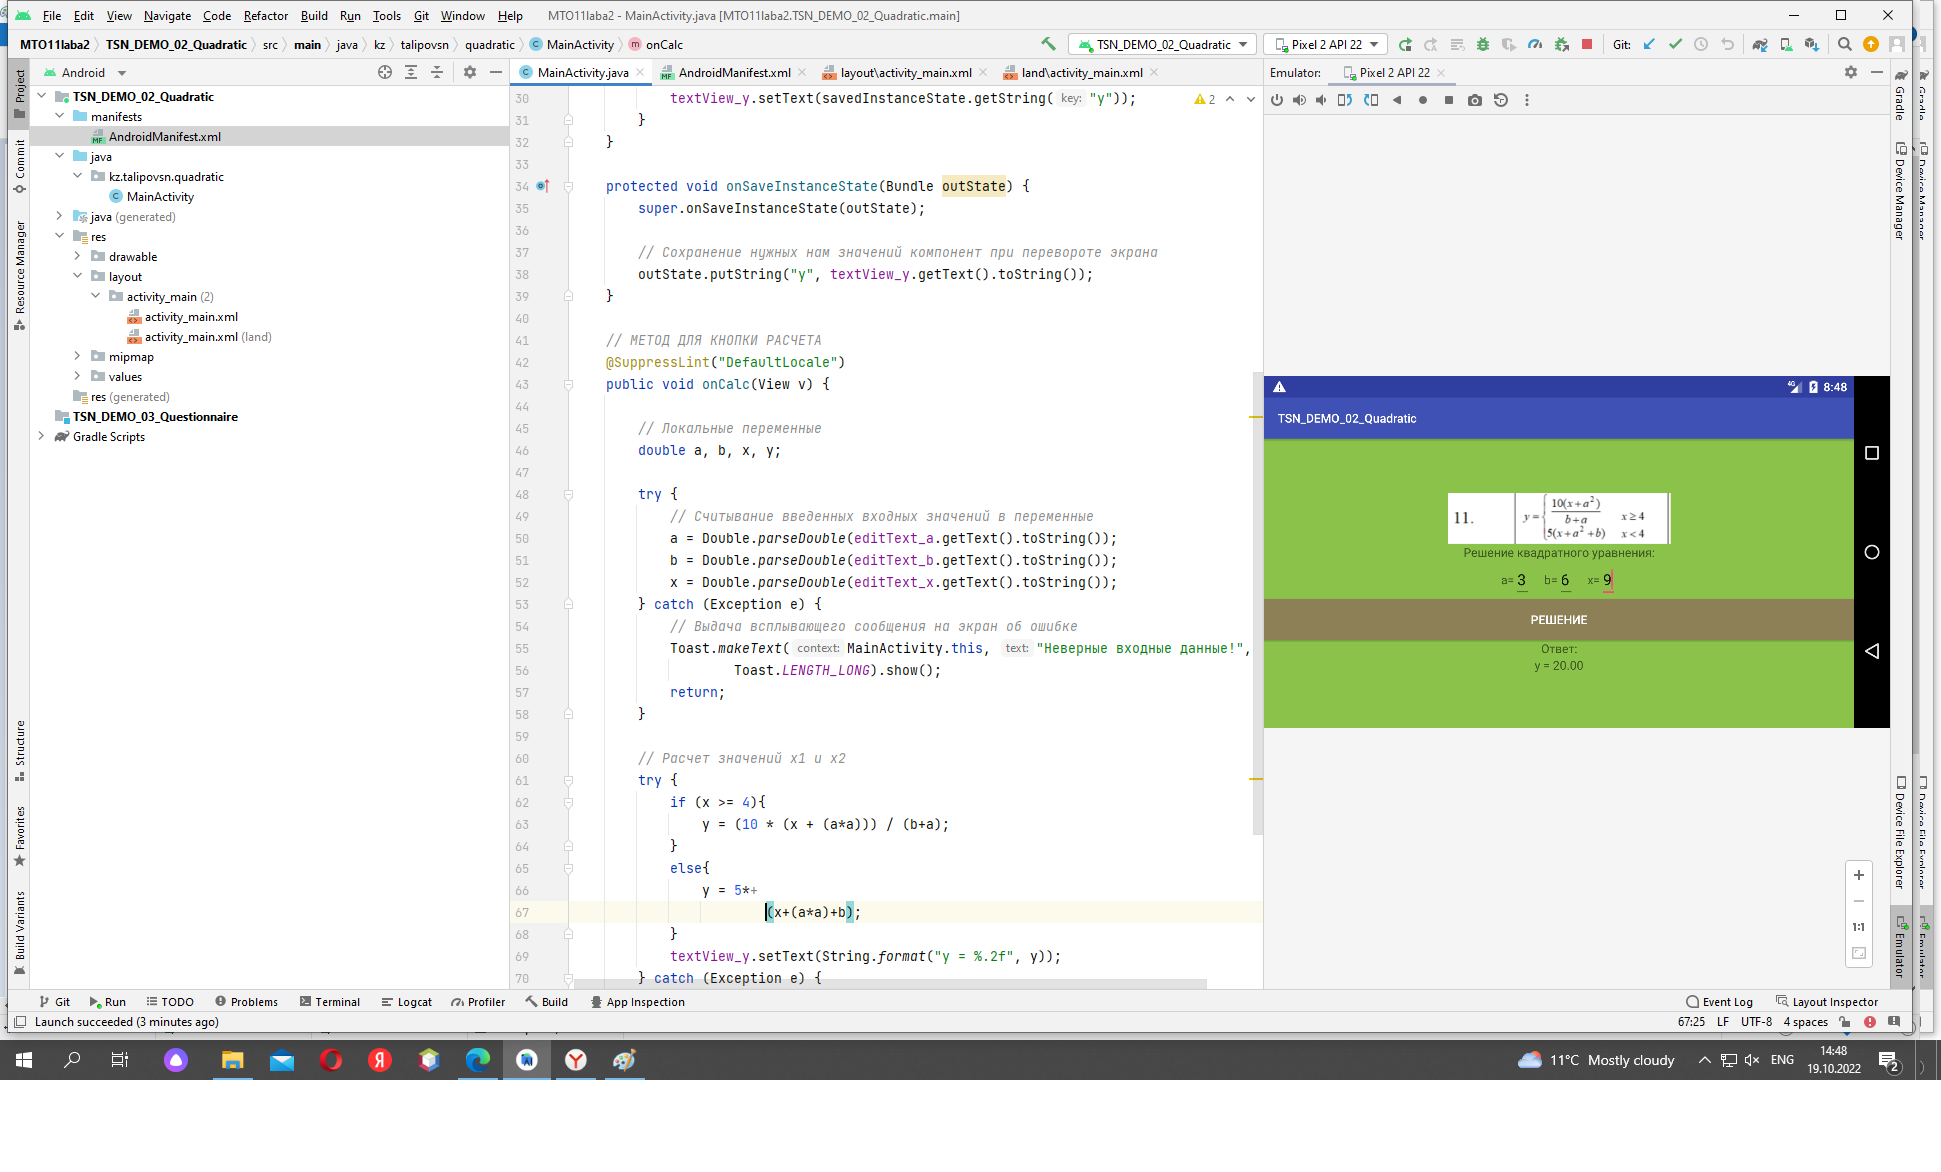 File Edit View Navigate Code Refactor Build Run Tools Git Window Help MTO11laba2 - MainActivity.java [MTO11laba2.TSN_DEMO_02_Quadratic.main]
MTO11laba2 TSN_DEMO_02_Quadratic src main java kz talipovsn quadratic MainActivity onCalc TSN_DEMO_02_Quadratic Pixel 2 API 22 Git:
Android MainActivity.java AndroidManifest.xml layout\activity_main.xml land\activity_main.xml Emulator: Pixel 2 API 22
Project
Commit
Resource Manager
Structure
Favorites
Build Variants
TSN_DEMO_02_Quadratic
manifests
AndroidManifest.xml
java
kz.talipovsn.quadratic
MainActivity
java (generated)
res
drawable
layout
activity_main (2)
activity_main.xml
activity_main.xml (land)
mipmap
values
res (generated)
TSN_DEMO_03_Questionnaire
Gradle Scripts
30 textView_y.setText(savedInstanceState.getString( key: "y")); 2
31 }
32 }
33
34 protected void onSaveInstanceState(Bundle outState) {
35 super.onSaveInstanceState(outState);
36
37 // Сохранение нужных нам значений компонент при перевороте экрана
38 outState.putString("y", textView_y.getText().toString());
39 }
40
41 // МЕТОД ДЛЯ КНОПКИ РАСЧЕТА
42 @SuppressLint("DefaultLocale")
43 public void onCalc(View v) {
44
45 // Локальные переменные
46 double a, b, x, y;
47
48 try {
49 // Считывание введенных входных значений в переменные
50 a = Double.parseDouble(editText_a.getText().toString());
51 b = Double.parseDouble(editText_b.getText().toString());
52 x = Double.parseDouble(editText_x.getText().toString());
53 } catch (Exception e) {
54 // Выдача всплывающего сообщения на экран об ошибке
55 Toast.makeText( context: MainActivity.this, text: "Неверные входные данные!",
56 Toast.LENGTH_LONG).show();
57 return;
58 }
59
60 // Расчет значений x1 и x2
61 try {
62 if (x >= 4){
63 y = (10 * (x + (a*a))) / (b+a);
64 }
65 else{
66 y = 5*+
67 (x+(a*a)+b);
68 }
69 textView_y.setText(String.format("y = %.2f", y));
70 } catch (Exception e) {
4G 8:48
TSN_DEMO_02_Quadratic
11. y = { 10(x+a²) / b+a x ≥ 4
5(x+a²+b) x < 4
Решение квадратного уравнения:
a= 3 b= 6 x= 9
РЕШЕНИЕ
Ответ:
y = 20.00
1:1
Gradle
Device Manager
Device File Explorer
Emulator
Gradle
Device Manager
Device File Explorer
Emulator
Git Run TODO Problems Terminal Logcat Profiler Build App Inspection Event Log Layout Inspector
Launch succeeded (3 minutes ago) 67:25 LF UTF-8 4 spaces
11°C Mostly cloudy ENG 14:48
19.10.2022 2